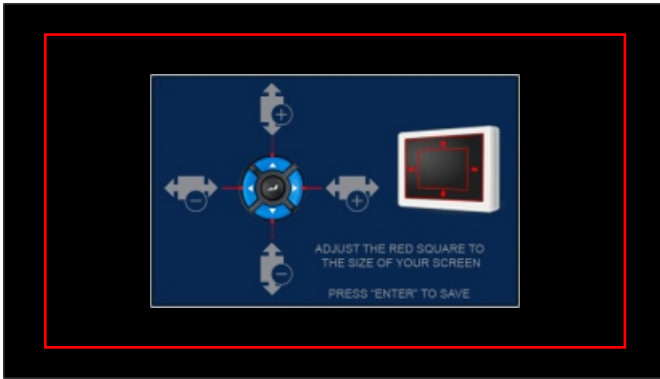 ADJUST THE RED SQUARE TO
THE SIZE OF YOUR SCREEN
PRESS "ENTER" TO SAVE